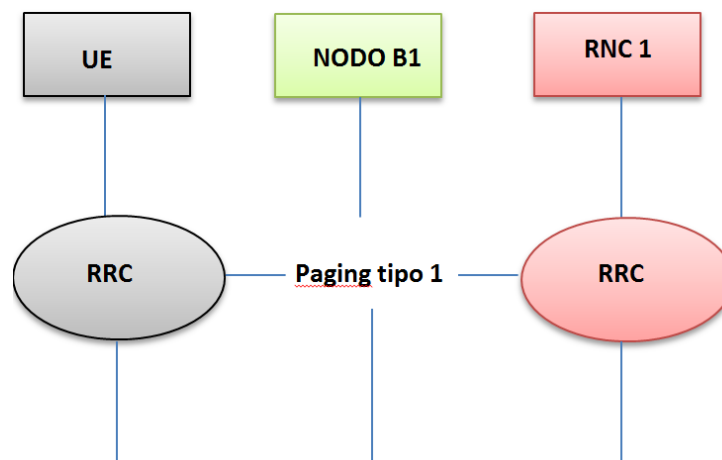 UE
NODO B1
RNC 1
RRC
Paging tipo 1
RRC